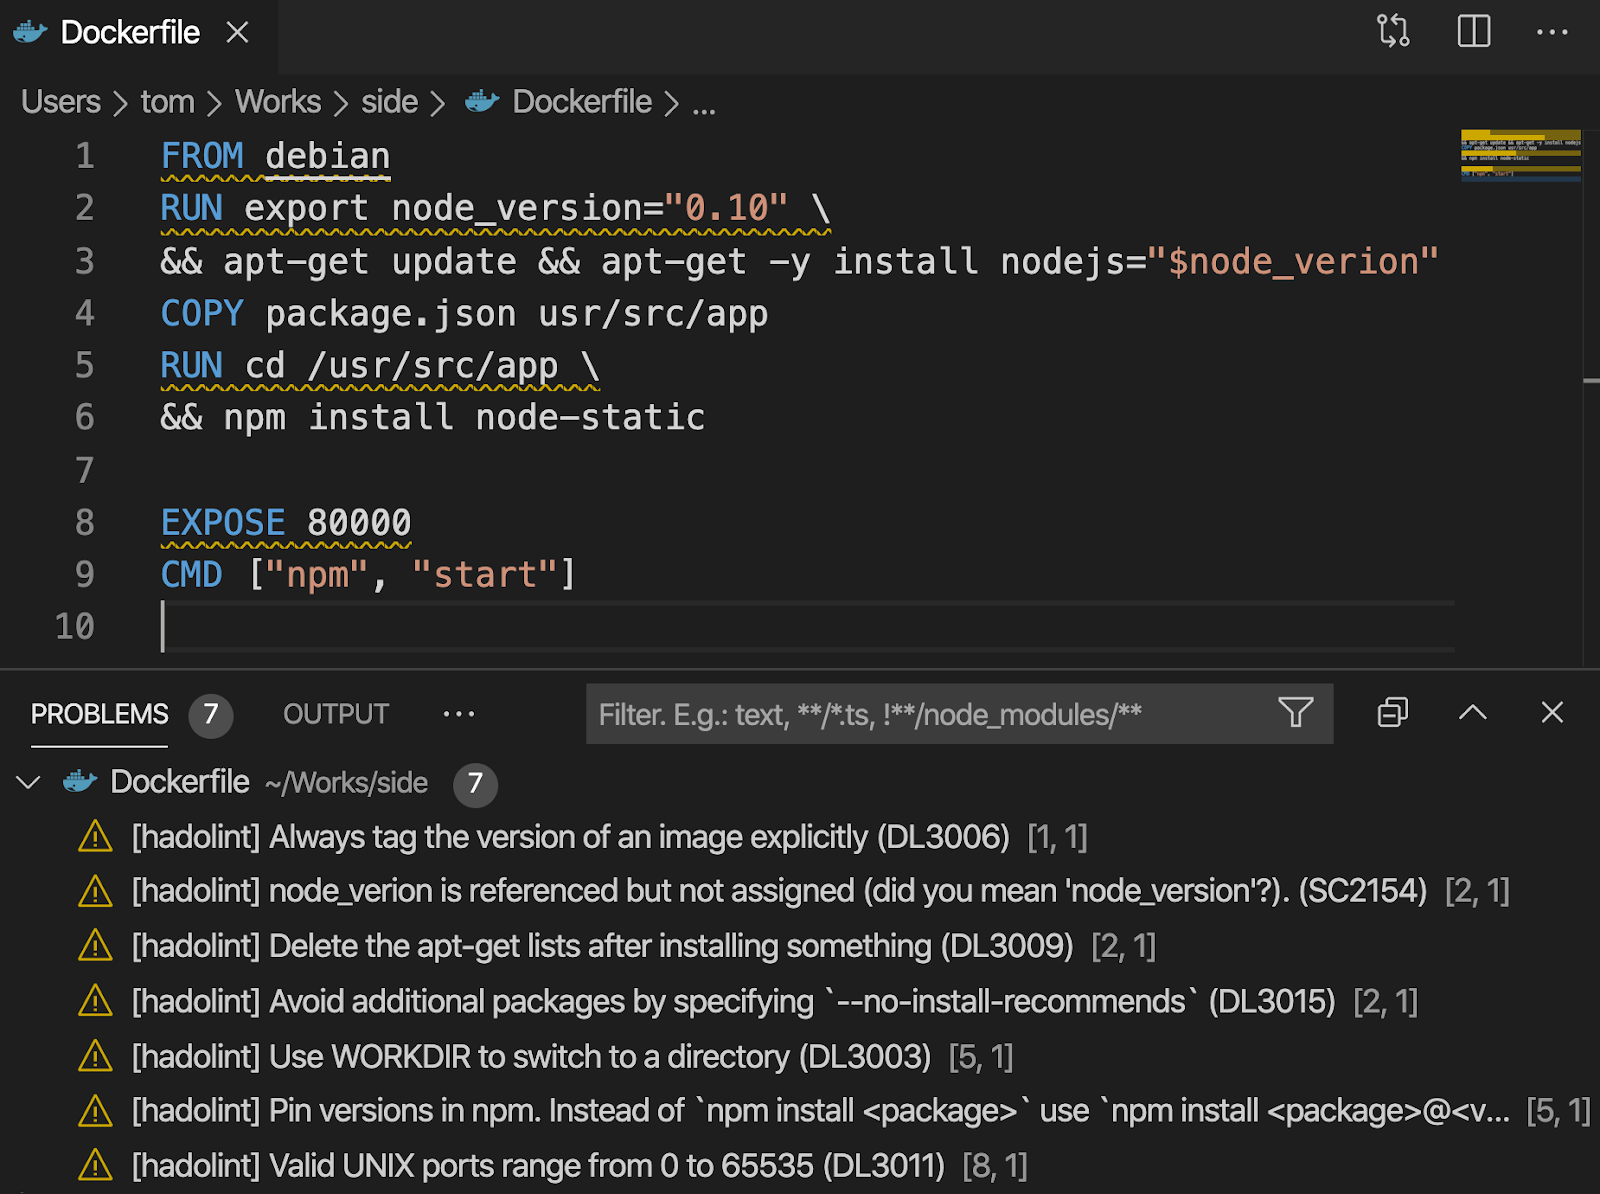 Dockerfile
Users > tom > Works > side > Dockerfile > ...
1 FROM debian
2 RUN export node_version="0.10" \
3 && apt-get update && apt-get -y install nodejs="$node_verion"
4 COPY package.json usr/src/app
5 RUN cd /usr/src/app \
6 && npm install node-static
7
8 EXPOSE 80000
9 CMD ["npm", "start"]
10
PROBLEMS 7 OUTPUT ... Filter. E.g.: text, **/*.ts, !**/node_modules/**
Dockerfile ~/Works/side 7
[hadolint] Always tag the version of an image explicitly (DL3006) [1, 1]
[hadolint] node_verion is referenced but not assigned (did you mean 'node_version'?). (SC2154) [2, 1]
[hadolint] Delete the apt-get lists after installing something (DL3009) [2, 1]
[hadolint] Avoid additional packages by specifying `--no-install-recommends` (DL3015) [2, 1]
[hadolint] Use WORKDIR to switch to a directory (DL3003) [5, 1]
[hadolint] Pin versions in npm. Instead of `npm install <package>` use `npm install <package>@<v... [5, 1]
[hadolint] Valid UNIX ports range from 0 to 65535 (DL3011) [8, 1]